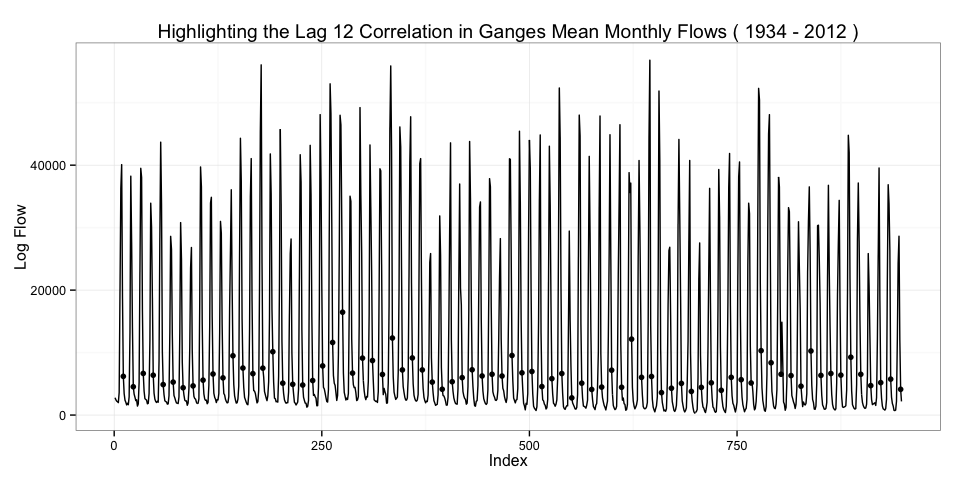 Highlighting the Lag 12 Correlation in Ganges Mean Monthly Flows ( 1934 - 2012 )
Log Flow
40000
20000
0
0 250 500 750
Index